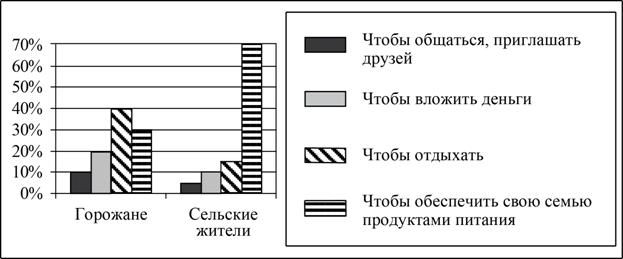 70%
60%
50%
40%
30%
20%
10%
0%
Горожане
Сельские
жители
Чтобы общаться, приглашать
друзей
Чтобы вложить деньги
Чтобы отдыхать
Чтобы обеспечить свою семью
продуктами питания